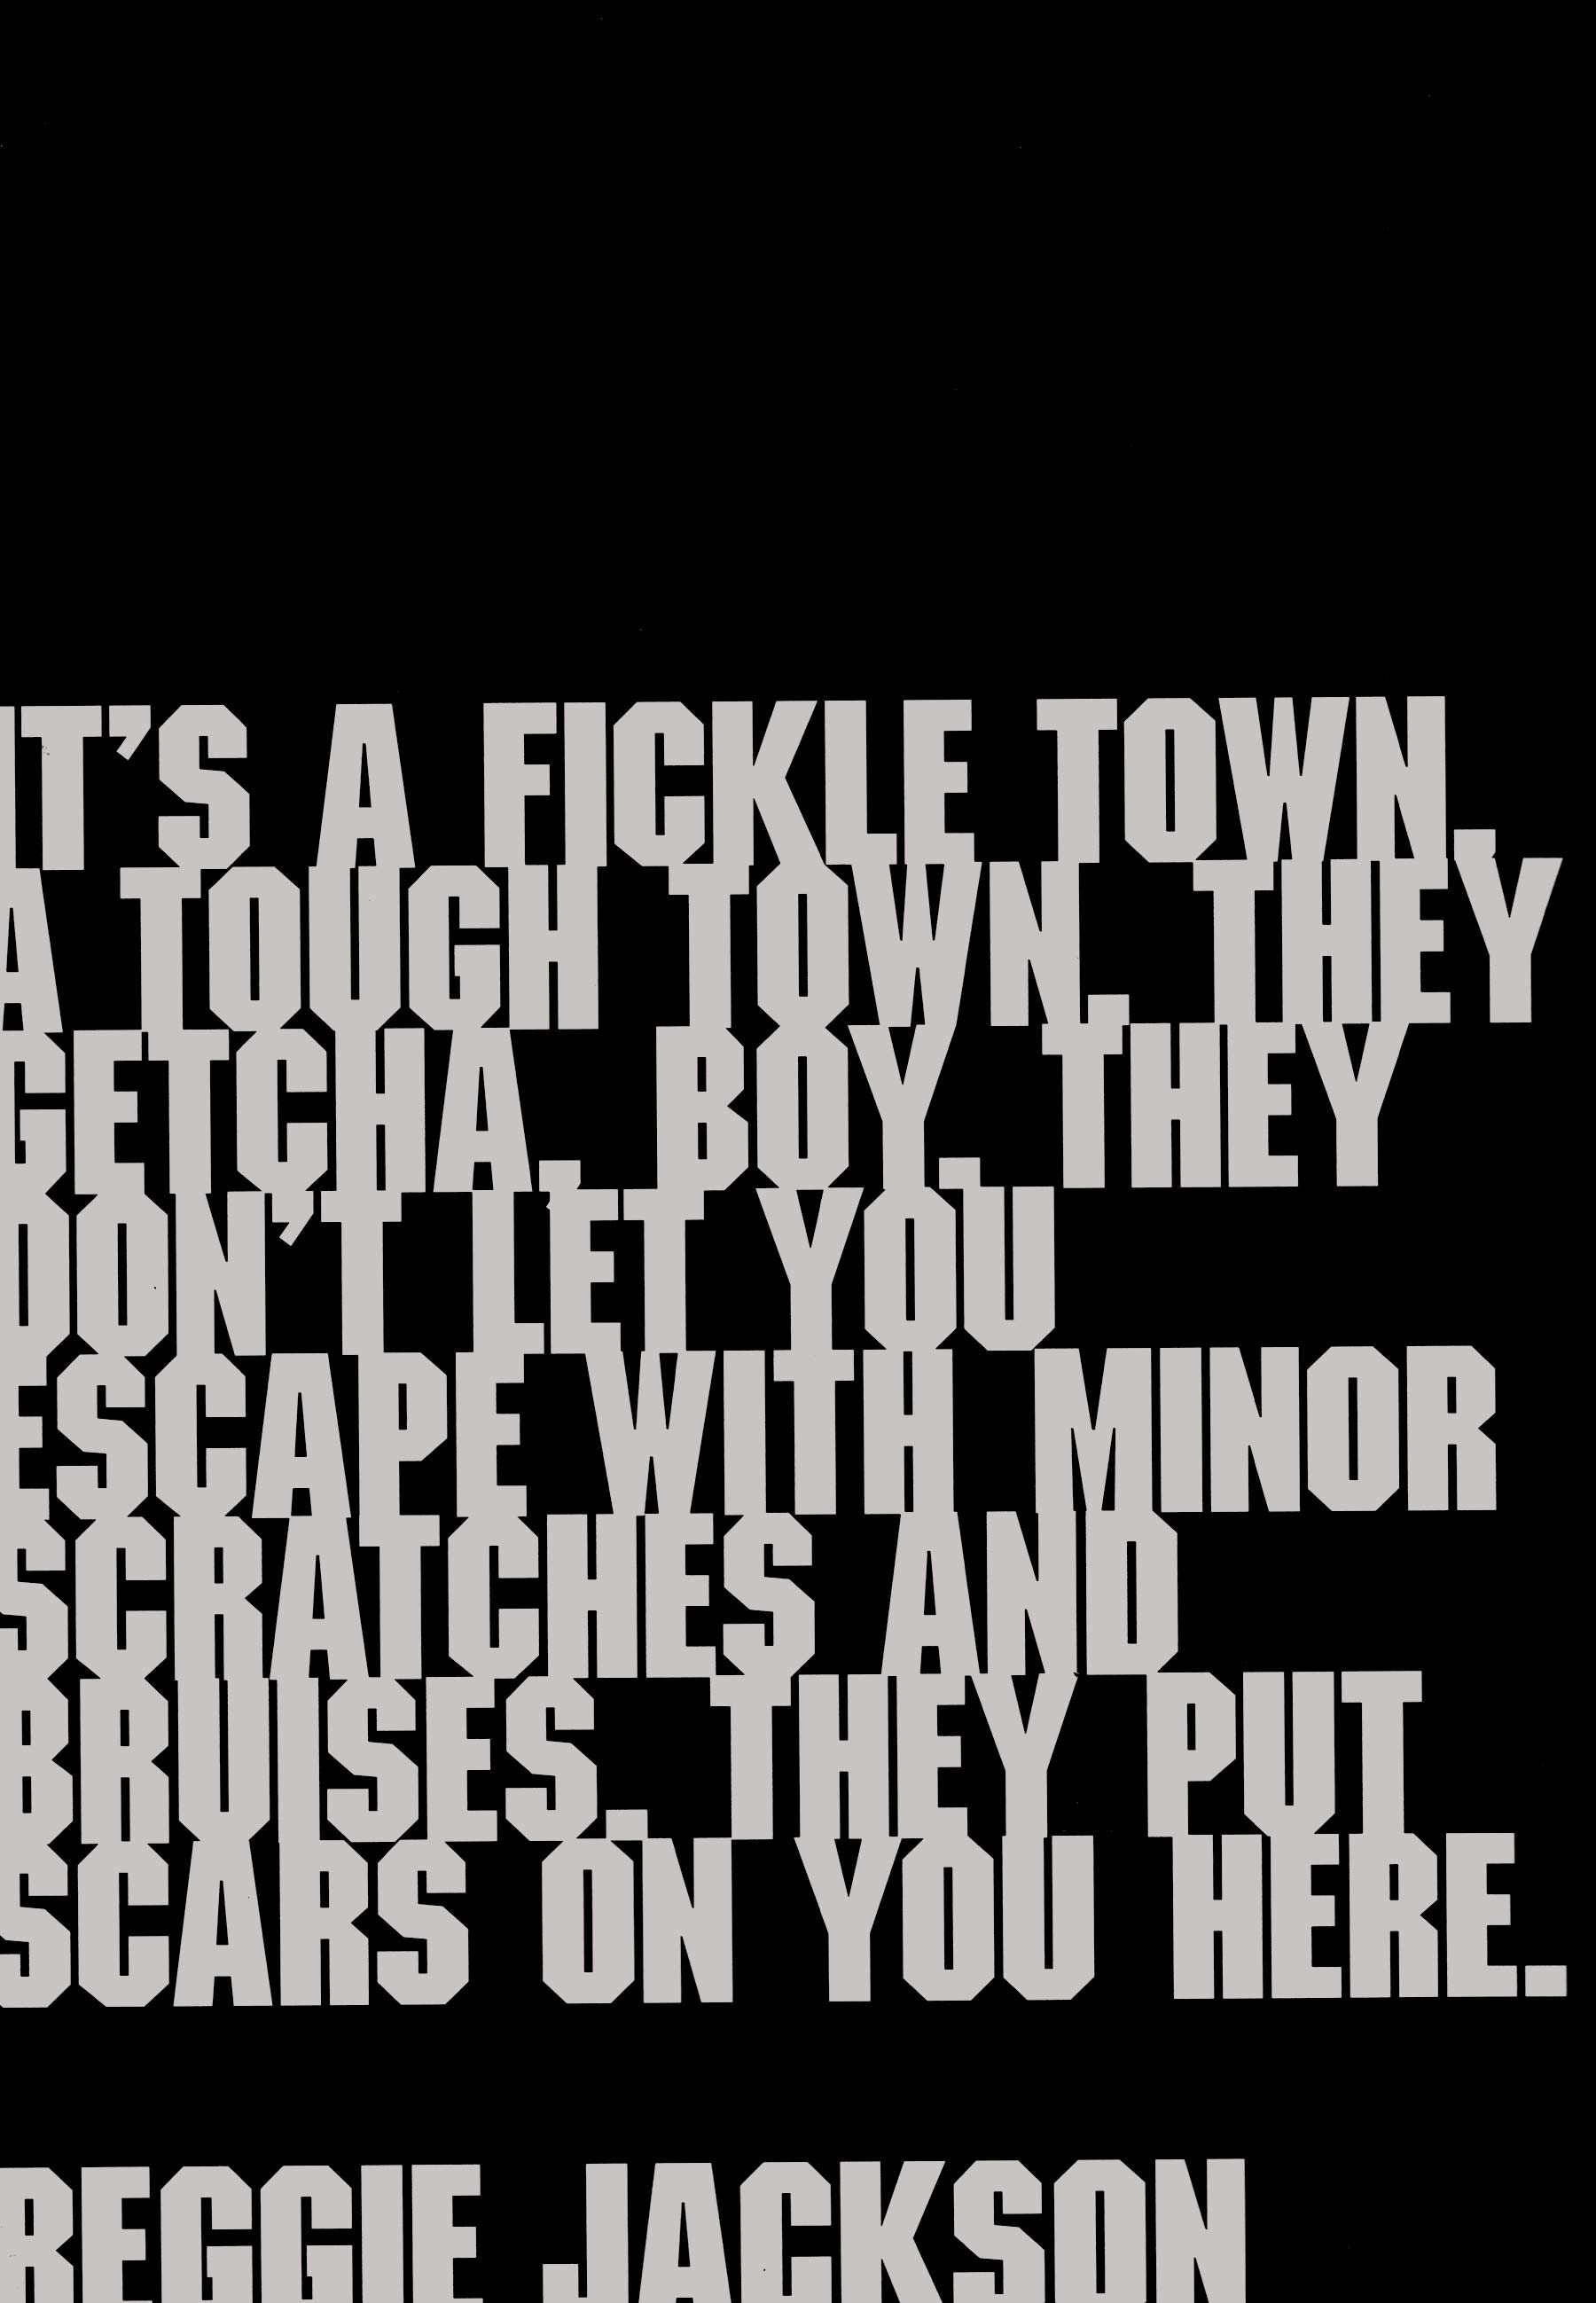 IT'S A FICKLE TOWN,
A TOUGH TOWN. THEY
GETCHA, BOY. THEY
DON'T LET YOU
ESCAPE WITH MINOR
SCRATCHES AND
BRUISES. THEY PUT
SCARS ON YOU HERE.
REGGIE JACKSON